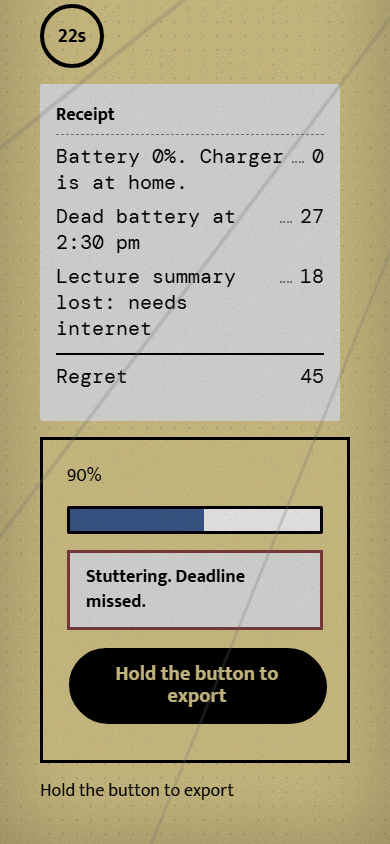 22s
Receipt
Battery 0%. Charger .... 0
is at home.
Dead battery at .... 27
2:30 pm
Lecture summary .... 18
lost: needs
internet
Regret 45
90%
Stuttering. Deadline
missed.
Hold the button to
export
Hold the button to export